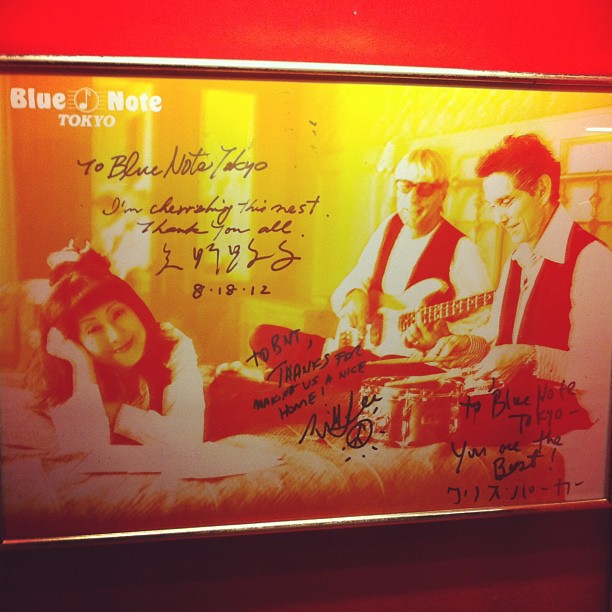 Blue Note
TOKYO
To Blue Note Tokyo
I'm cherishing this nest.
Thank you all.
8.18.12
TO BNT,
THANKS FOR
MAKING US A NICE
HOME!
Will Lee
To Blue Note
Tokyo -
You are the
Best!
クリス・パーカー